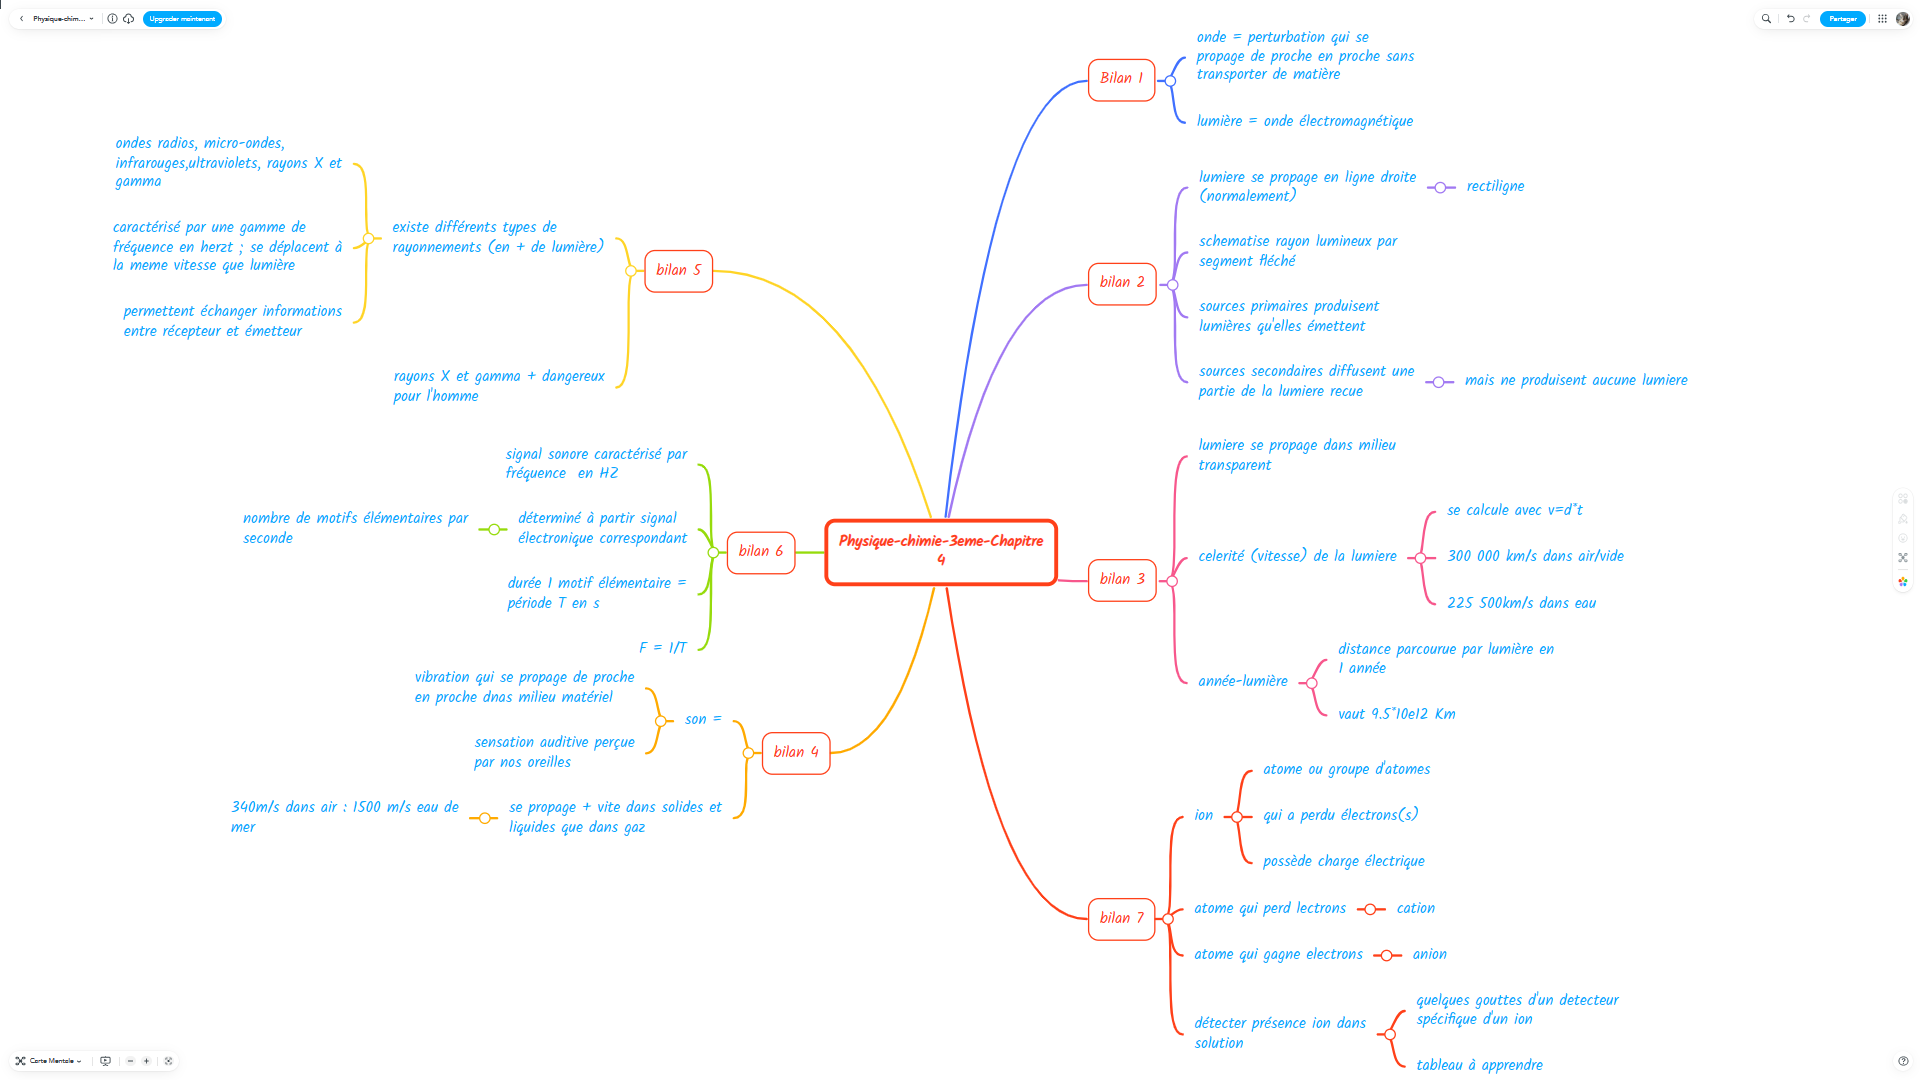 Physique-chim...
Upgrader maintenant
Partager
Bilan 1
onde = perturbation qui se
propage de proche en proche sans
transporter de matière
lumière = onde électromagnétique
bilan 2
lumiere se propage en ligne droite
(normalement)
rectiligne
schematise rayon lumineux par
segment fléché
sources primaires produisent
lumières qu'elles émettent
sources secondaires diffusent une
partie de la lumiere recue
mais ne produisent aucune lumiere
bilan 3
lumiere se propage dans milieu
transparent
celerité (vitesse) de la lumiere
se calcule avec v=d*t
300 000 km/s dans air/vide
225 500km/s dans eau
année-lumière
distance parcourue par lumière en
1 année
vaut 9.5*10e12 Km
bilan 7
ion
atome ou groupe d'atomes
qui a perdu électrons(s)
possède charge électrique
atome qui perd lectrons
cation
atome qui gagne electrons
anion
détecter présence ion dans
solution
quelques gouttes d'un detecteur
spécifique d'un ion
tableau à apprendre
Physique-chimie-3eme-Chapitre
4
bilan 5
existe différents types de
rayonnements (en + de lumière)
ondes radios, micro-ondes,
infrarouges,ultraviolets, rayons X et
gamma
caractérisé par une gamme de
fréquence en herzt ; se déplacent à
la meme vitesse que lumière
permettent échanger informations
entre récepteur et émetteur
rayons X et gamma + dangereux
pour l'homme
bilan 6
signal sonore caractérisé par
fréquence  en HZ
déterminé à partir signal
électronique correspondant
nombre de motifs élémentaires par
seconde
durée 1 motif élémentaire =
période T en s
F = 1/T
bilan 4
son =
vibration qui se propage de proche
en proche dnas milieu matériel
sensation auditive perçue
par nos oreilles
se propage + vite dans solides et
liquides que dans gaz
340m/s dans air : 1500 m/s eau de
mer
Carte Mentale